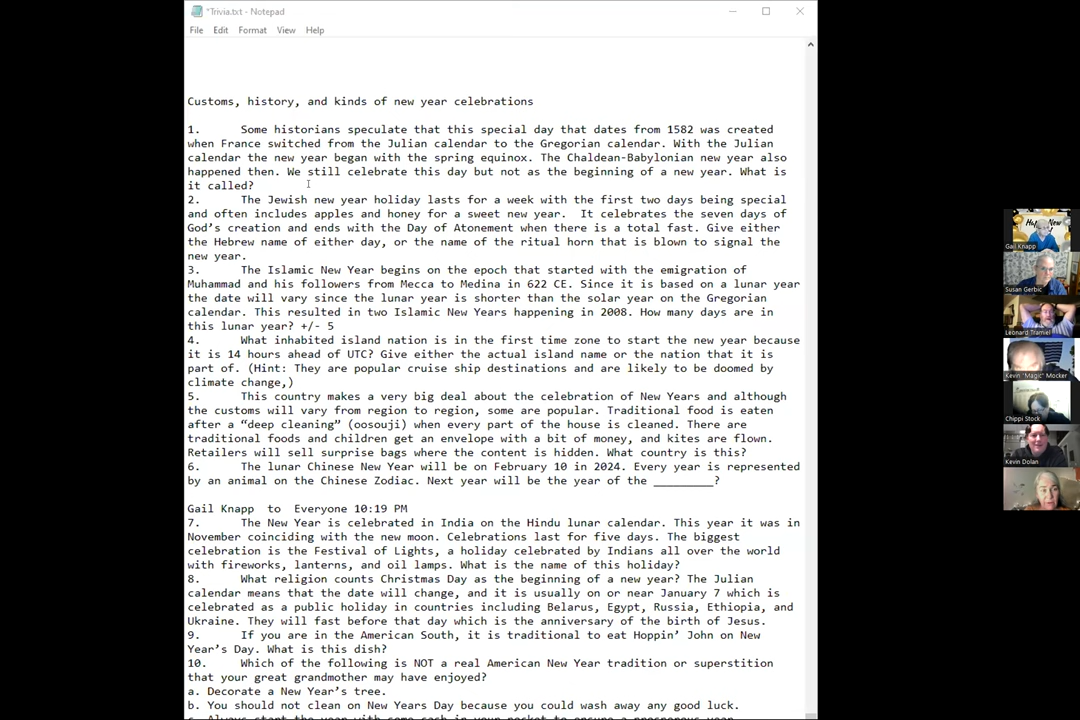 *Trivia.txt - Notepad
File Edit Format View Help
Customs, history, and kinds of new year celebrations
1. Some historians speculate that this special day that dates from 1582 was created
when France switched from the Julian calendar to the Gregorian calendar. With the Julian
calendar the new year began with the spring equinox. The Chaldean-Babylonian new year also
happened then. We still celebrate this day but not as the beginning of a new year. What is
it called?
2. The Jewish new year holiday lasts for a week with the first two days being special
and often includes apples and honey for a sweet new year. It celebrates the seven days of
God's creation and ends with the Day of Atonement when there is a total fast. Give either
the Hebrew name of either day, or the name of the ritual horn that is blown to signal the
new year.
3. The Islamic New Year begins on the epoch that started with the emigration of
Muhammad and his followers from Mecca to Medina in 622 CE. Since it is based on a lunar year
the date will vary since the lunar year is shorter than the solar year on the Gregorian
calendar. This resulted in two Islamic New Years happening in 2008. How many days are in
this lunar year? +/- 5
4. What inhabited island nation is in the first time zone to start the new year because
it is 14 hours ahead of UTC? Give either the actual island name or the nation that it is
part of. (Hint: They are popular cruise ship destinations and are likely to be doomed by
climate change,)
5. This country makes a very big deal about the celebration of New Years and although
the customs will vary from region to region, some are popular. Traditional food is eaten
after a “deep cleaning” (oosouji) when every part of the house is cleaned. There are
traditional foods and children get an envelope with a bit of money, and kites are flown.
Retailers will sell surprise bags where the content is hidden. What country is this?
6. The lunar Chinese New Year will be on February 10 in 2024. Every year is represented
by an animal on the Chinese Zodiac. Next year will be the year of the ________?
Gail Knapp to Everyone 10:19 PM
7. The New Year is celebrated in India on the Hindu lunar calendar. This year it was in
November coinciding with the new moon. Celebrations last for five days. The biggest
celebration is the Festival of Lights, a holiday celebrated by Indians all over the world
with fireworks, lanterns, and oil lamps. What is the name of this holiday?
8. What religion counts Christmas Day as the beginning of a new year? The Julian
calendar means that the date will change, and it is usually on or near January 7 which is
celebrated as a public holiday in countries including Belarus, Egypt, Russia, Ethiopia, and
Ukraine. They will fast before that day which is the anniversary of the birth of Jesus.
9. If you are in the American South, it is traditional to eat Hoppin’ John on New
Year’s Day. What is this dish?
10. Which of the following is NOT a real American New Year tradition or superstition
that your great grandmother may have enjoyed?
a. Decorate a New Year’s tree.
b. You should not clean on New Years Day because you could wash away any good luck.
c. Always start the year with some cash in your pocket to ensure a prosperous year.
Gail Knapp
Susan Gerbic
Leonard Tramiel
Kevin "Magic" Mocker
Chippi Stock
Kevin Dolan